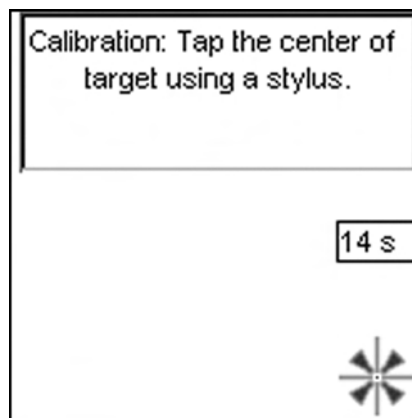 Calibration: Tap the center of
target using a stylus.
14 s